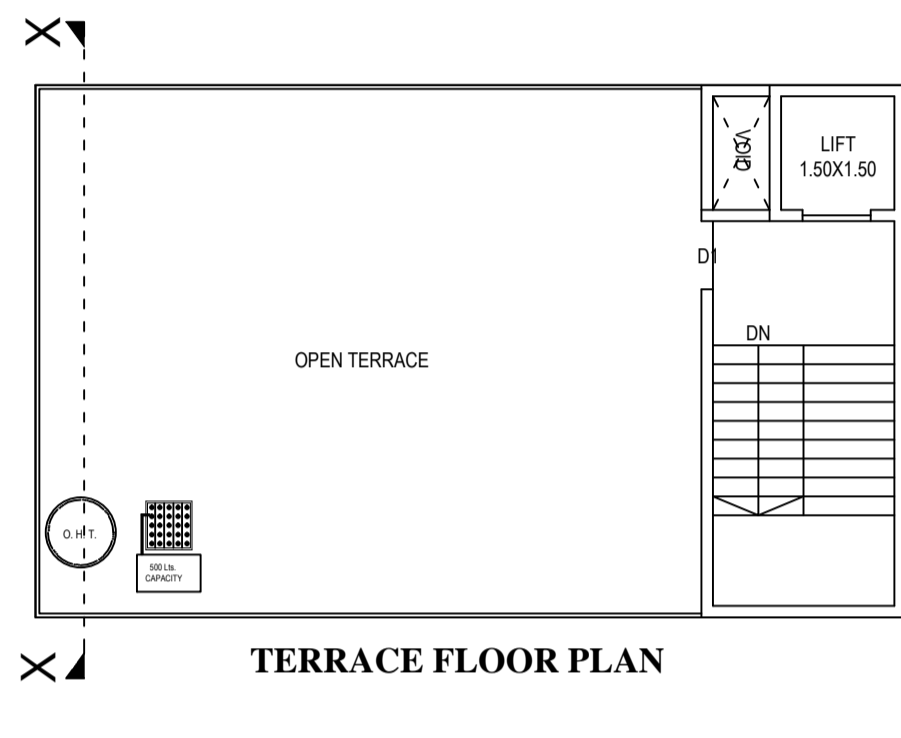 X
VOID
LIFT
1.50X1.50
D1
DN
OPEN TERRACE
O. H. T.
500 Lts.
CAPACITY
X
TERRACE FLOOR PLAN